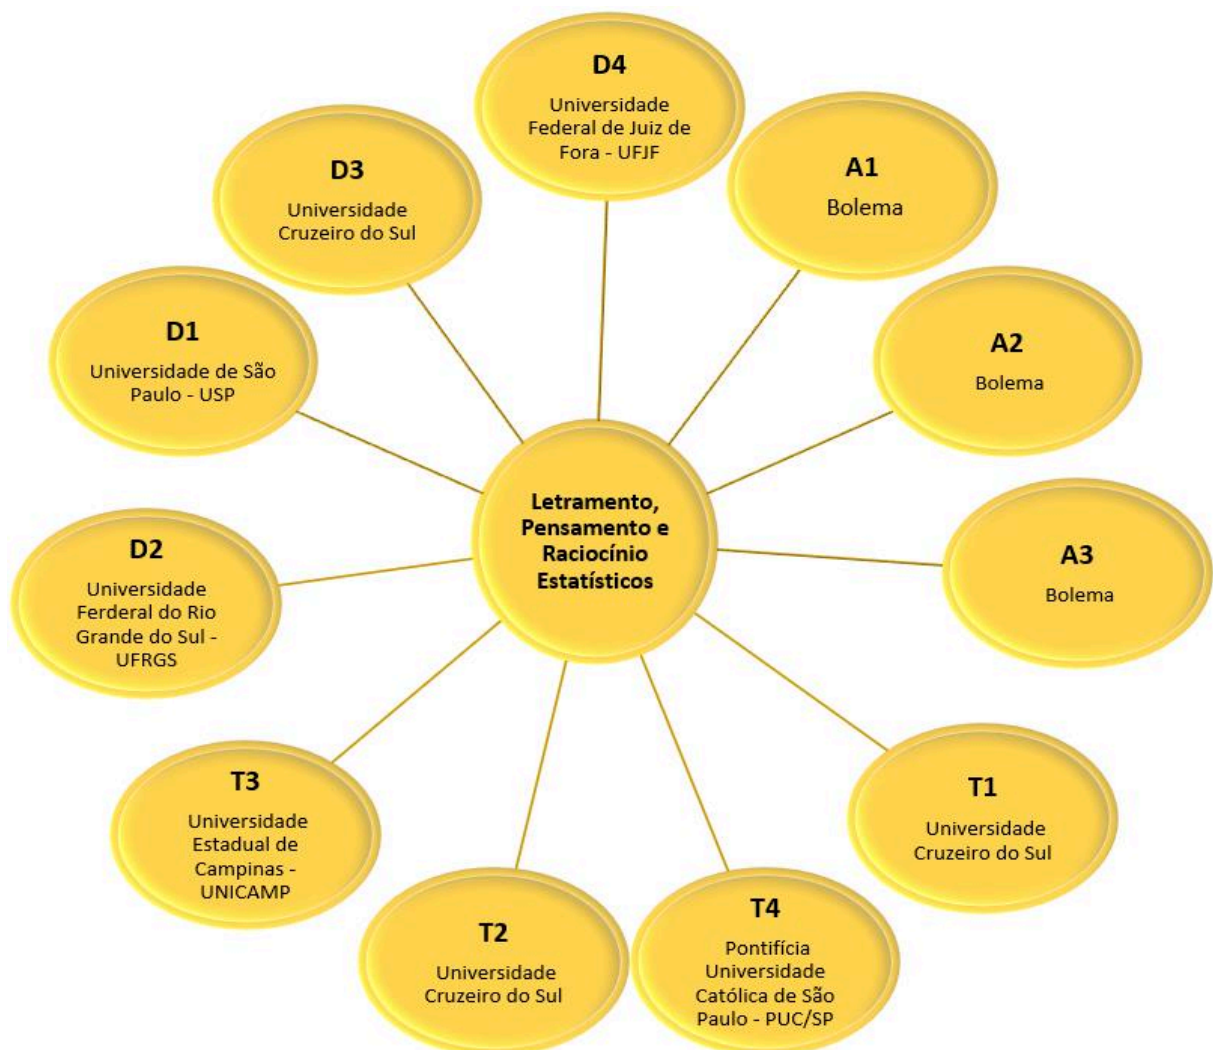 D4
Universidade
Federal de Juiz de
Fora - UFJF
A1
Bolema
A2
Bolema
A3
Bolema
T1
Universidade
Cruzeiro do Sul
T4
Pontifícia
Universidade
Católica de São
Paulo - PUC/SP
T2
Universidade
Cruzeiro do Sul
T3
Universidade
Estadual de
Campinas -
UNICAMP
D2
Universidade
Ferderal do Rio
Grande do Sul -
UFRGS
D1
Universidade de São
Paulo - USP
D3
Universidade
Cruzeiro do Sul
Letramento,
Pensamento e
Raciocínio
Estatísticos